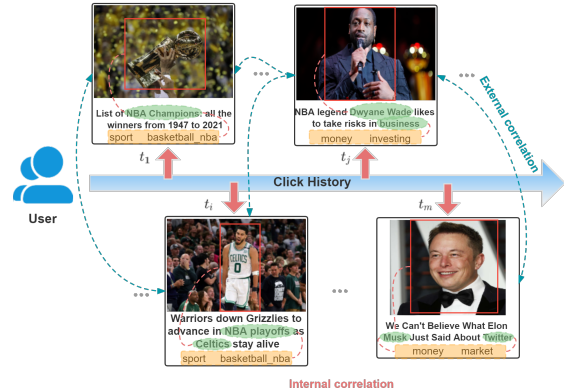 List of NBA Champions: all the
winners from 1947 to 2021
sport basketball_nba
NBA legend Dwyane Wade likes
to take risks in business
money investing
External correlation
t1
tj
Click History
User
ti
tm
CELTICS
0
Warriors down Grizzlies to
advance in NBA playoffs as
Celtics stay alive
sport basketball_nba
We Can't Believe What Elon
Musk Just Said About Twitter
money market
Internal correlation